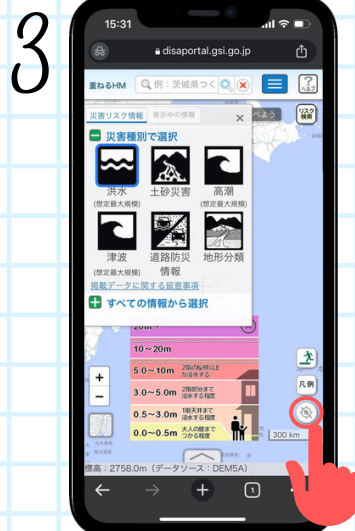 3
15:31
disaportal.gsi.go.jp
重ねるHM
例：茨城県つく
ヘルプ
災害リスク情報
表示中の情報
べよう
リスク
検索
災害種別で選択
洪水
土砂災害
高潮
(想定最大規模)
(想定最大規模)
津波
道路防災
地形分類
(想定最大規模)
情報
掲載データに関する留意事項
すべての情報から選択
20m~
10～20m
5.0～10m
2階の屋根以上
が浸水する
3.0～5.0m
2階部分まで
浸水する程度
0.5～3.0m
1階天井まで
浸水する程度
0.0～0.5m
大人の膝まで
つかる程度
凡例
300 km
標高：2758.0m（データソース：DEM5A）
1